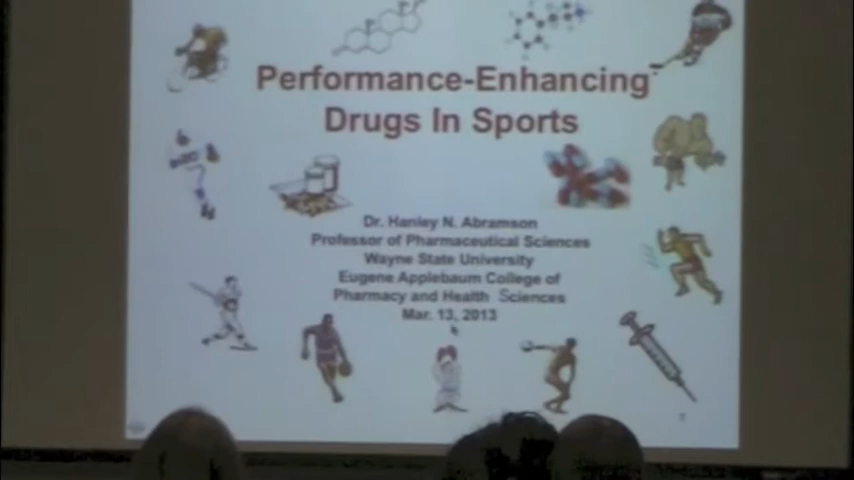 Performance-Enhancing
Drugs In Sports
Dr. Hanley N. Abramson
Professor of Pharmaceutical Sciences
Wayne State University
Eugene Applebaum College of
Pharmacy and Health Sciences
Mar. 13, 2013